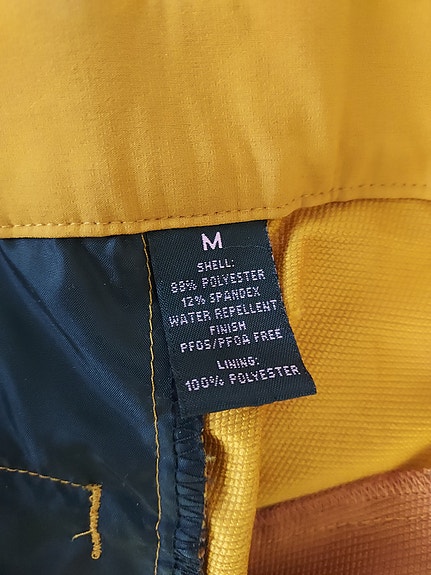 M
SHELL:
88% POLYESTER
12% SPANDEX
WATER REPELLENT
FINISH
PFOS/PFOA FREE
LINING:
100% POLYESTER